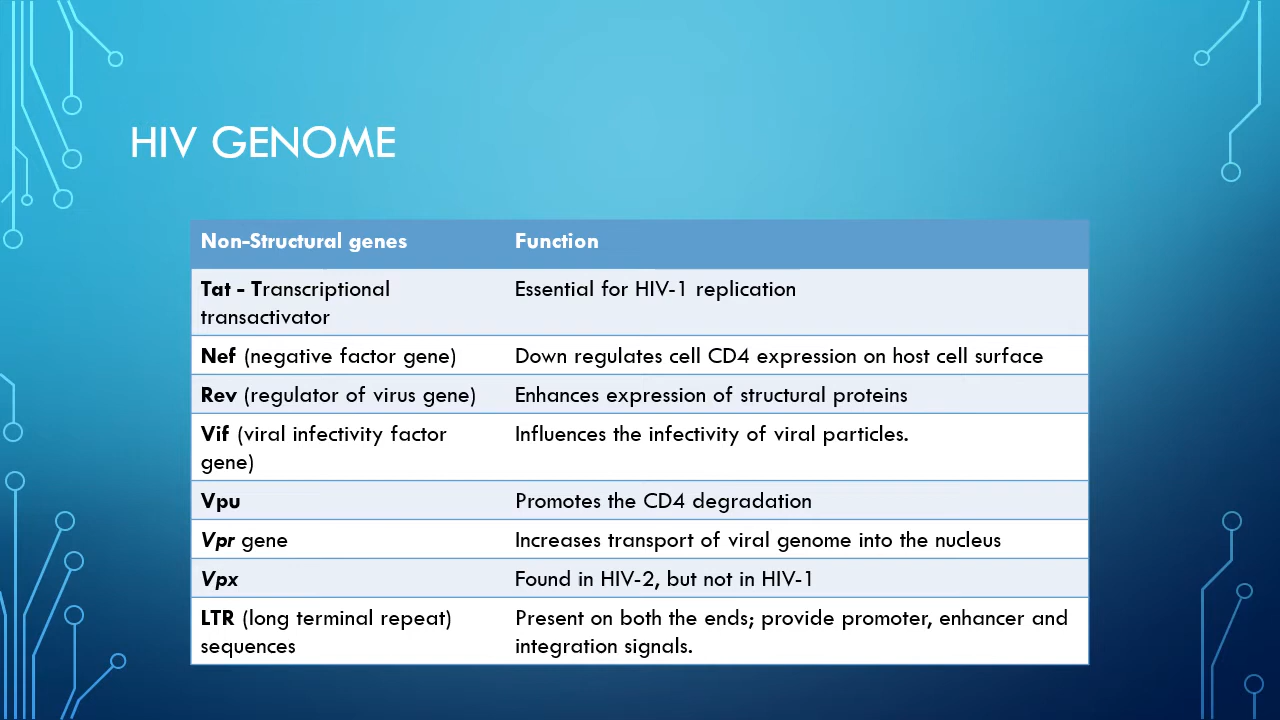 HIV GENOME
Non-Structural genes Function
Tat - Transcriptional Essential for HIV-1 replication
transactivator
Nef (negative factor gene) Down regulates cell CD4 expression on host cell surface
Rev (regulator of virus gene) Enhances expression of structural proteins
Vif (viral infectivity factor Influences the infectivity of viral particles.
gene)
Vpu Promotes the CD4 degradation
Vpr gene Increases transport of viral genome into the nucleus
Vpx Found in HIV-2, but not in HIV-1
LTR (long terminal repeat) Present on both the ends; provide promoter, enhancer and
sequences integration signals.